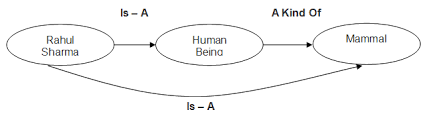 Is – A
A Kind Of
Rahul
Sharma
Human
Being
Mammal
Is – A